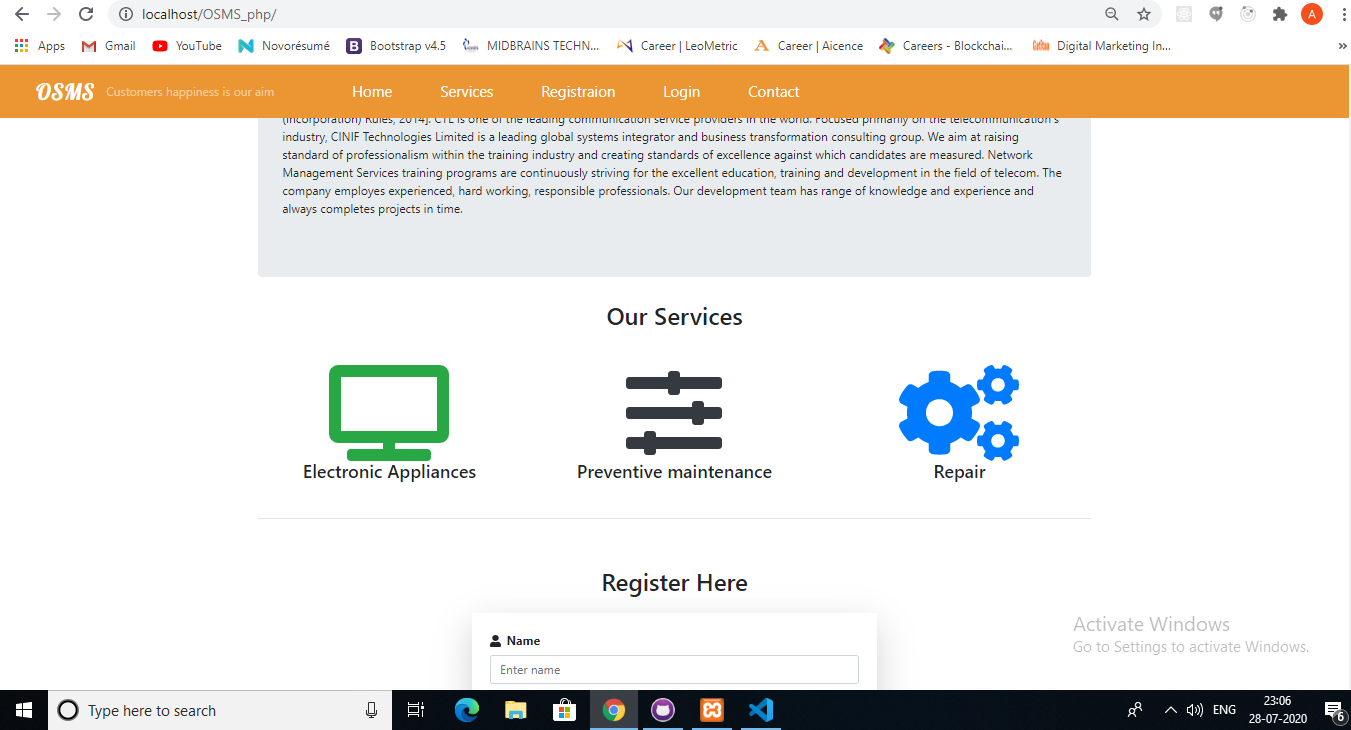 localhost/OSMS_php/
A
Apps Gmail YouTube Novorésumé Bootstrap v4.5 MIDBRAINS TECHN... Career | LeoMetric Career | Aicence Careers - Blockchai... Digital Marketing In... »
OSMS Customers happiness is our aim Home Services Registraion Login Contact
(Incorporation) Rules, 2014]. CTL is one of the leading communication service providers in the world. Focused primarily on the telecommunication's
industry, CINIF Technologies Limited is a leading global systems integrator and business transformation consulting group. We aim at raising
standard of professionalism within the training industry and creating standards of excellence against which candidates are measured. Network
Management Services training programs are continuously striving for the excellent education, training and development in the field of telecom. The
company employes experienced, hard working, responsible professionals. Our development team has range of knowledge and experience and
always completes projects in time.
Our Services
Electronic Appliances Preventive maintenance Repair
Register Here
Name
Enter name
Activate Windows
Go to Settings to activate Windows.
Type here to search
ENG
23:06
28-07-2020
6